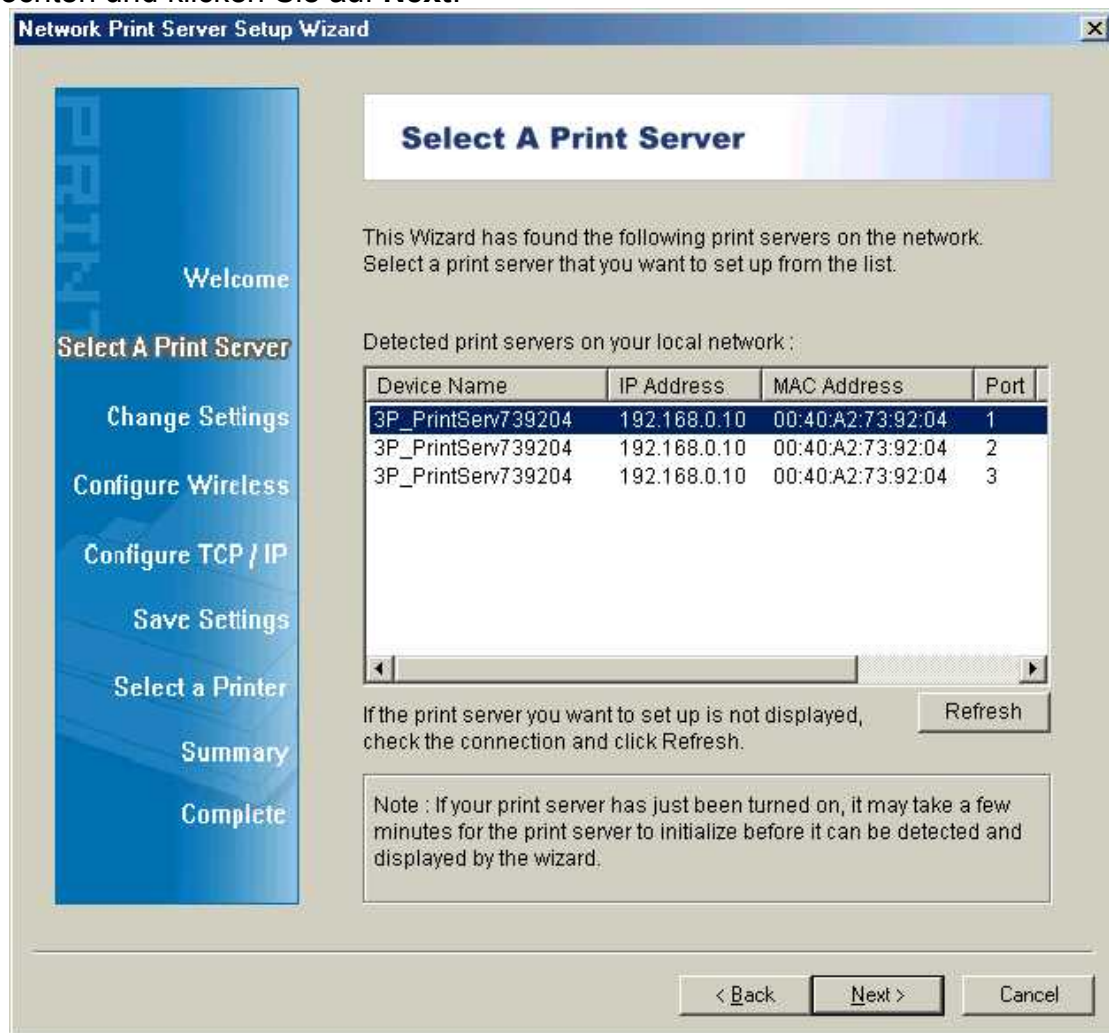 und klicken Sie auf Next.
Network Print Server Setup Wizard
PRINT
Welcome
Select A Print Server
Change Settings
Configure Wireless
Configure TCP / IP
Save Settings
Select a Printer
Summary
Complete
Select A Print Server
This Wizard has found the following print servers on the network.
Select a print server that you want to set up from the list.
Detected print servers on your local network :
Device Name IP Address MAC Address Port
3P_PrintServ739204 192.168.0.10 00:40:A2:73:92:04 1
3P_PrintServ739204 192.168.0.10 00:40:A2:73:92:04 2
3P_PrintServ739204 192.168.0.10 00:40:A2:73:92:04 3
If the print server you want to set up is not displayed,
check the connection and click Refresh.
Refresh
Note : If your print server has just been turned on, it may take a few
minutes for the print server to initialize before it can be detected and
displayed by the wizard.
< Back Next > Cancel